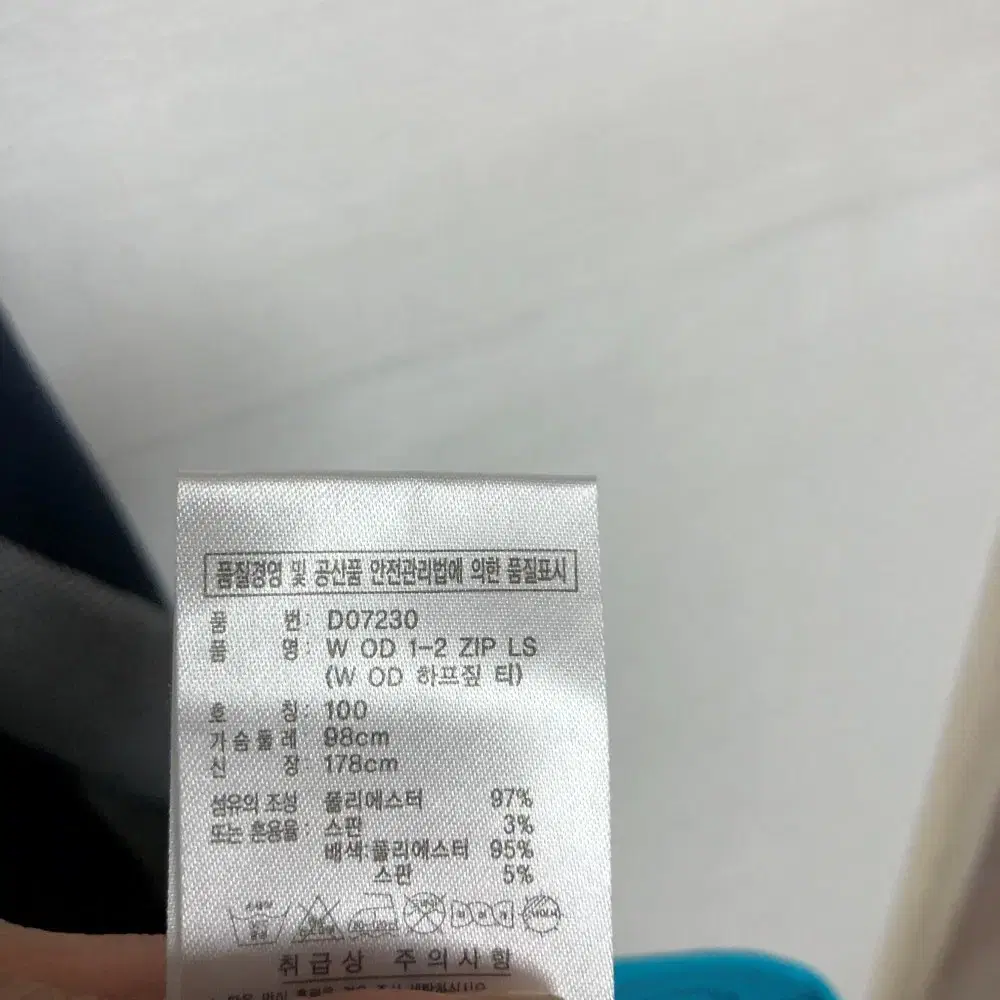 품질경영 및 공산품 안전관리법에 의한 품질표시
품 번: D07230
품 명: W OD 1-2 ZIP LS
(W OD 하프짚 티)
호 칭: 100
가슴둘레 98cm
신 장: 178cm
섬유의 조성 폴리에스터 97%
또는 혼용율: 스판 3%
배색:폴리에스터 95%
스판 5%
취급상 주의사항